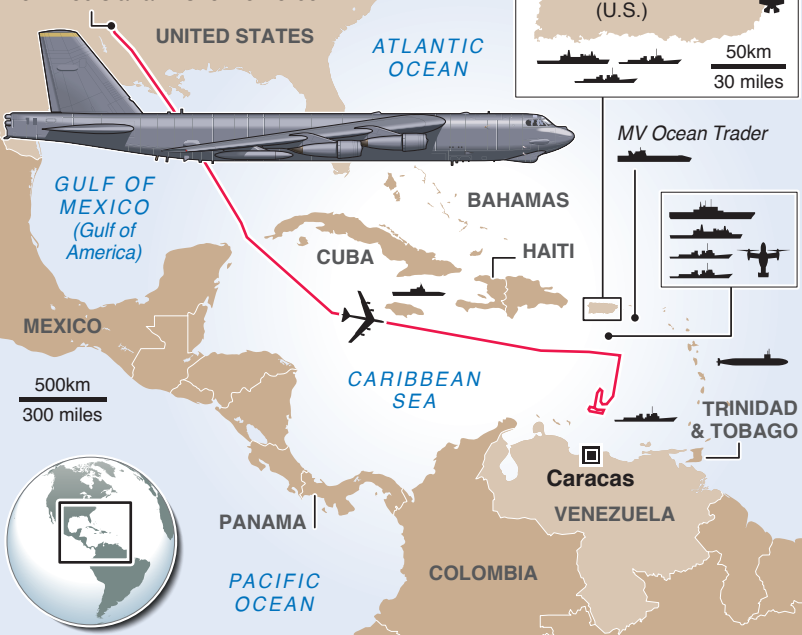 (U.S.)
UNITED STATES
ATLANTIC
OCEAN
50km
30 miles
MV Ocean Trader
GULF OF
MEXICO
(Gulf of
America)
BAHAMAS
CUBA
HAITI
MEXICO
500km
300 miles
CARIBBEAN
SEA
TRINIDAD
& TOBAGO
Caracas
VENEZUELA
PANAMA
COLOMBIA
PACIFIC
OCEAN